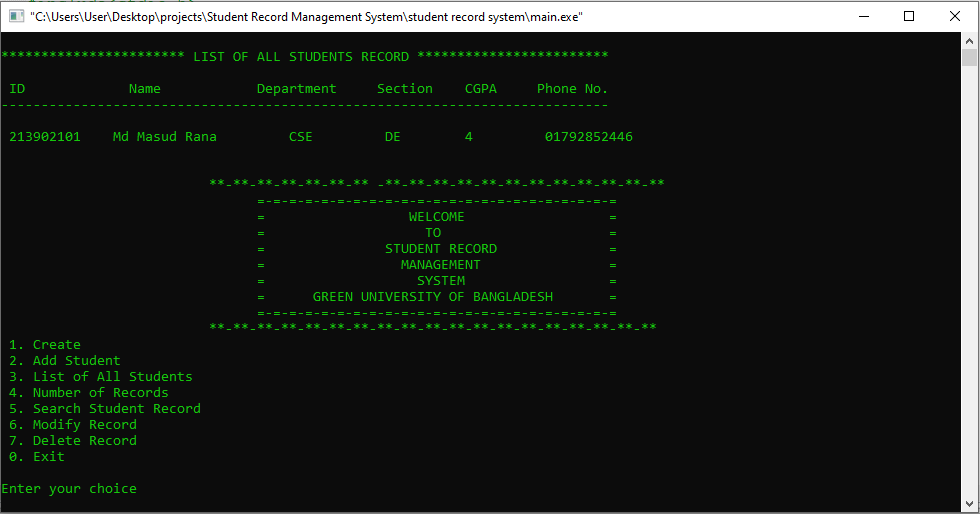 "C:\Users\User\Desktop\projects\Student Record Management System\student record system\main.exe"
*********************** LIST OF ALL STUDENTS RECORD ************************
ID Name Department Section CGPA Phone No.
----------------------------------------------------------------------------
213902101 Md Masud Rana CSE DE 4 01792852446
**-**-**-**-**-**-** -**-**-**-**-**-**-**-**-**-**-**-**
=-=-=-=-=-=-=-=-=-=-=-=-=-=-=-=-=-=-=-=-=-=-=
= WELCOME =
= TO =
= STUDENT RECORD =
= MANAGEMENT =
= SYSTEM =
= GREEN UNIVERSITY OF BANGLADESH =
=-=-=-=-=-=-=-=-=-=-=-=-=-=-=-=-=-=-=-=-=-=-=
**-**-**-**-**-**-**-**-**-**-**-**-**-**-**-**-**-**-**
1. Create
2. Add Student
3. List of All Students
4. Number of Records
5. Search Student Record
6. Modify Record
7. Delete Record
0. Exit
Enter your choice